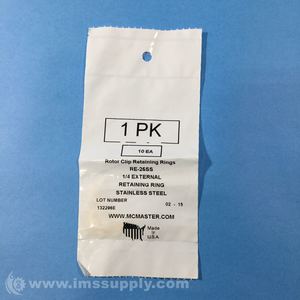 1 PK
10 EA
Rotor Clip Retaining Rings
RE-25SS
1/4 EXTERNAL
RETAINING RING
STAINLESS STEEL
LOT NUMBER 02 - 15
132296E
WWW.MCMASTER.COM
Made in U.S.A
© www.imssupply.com